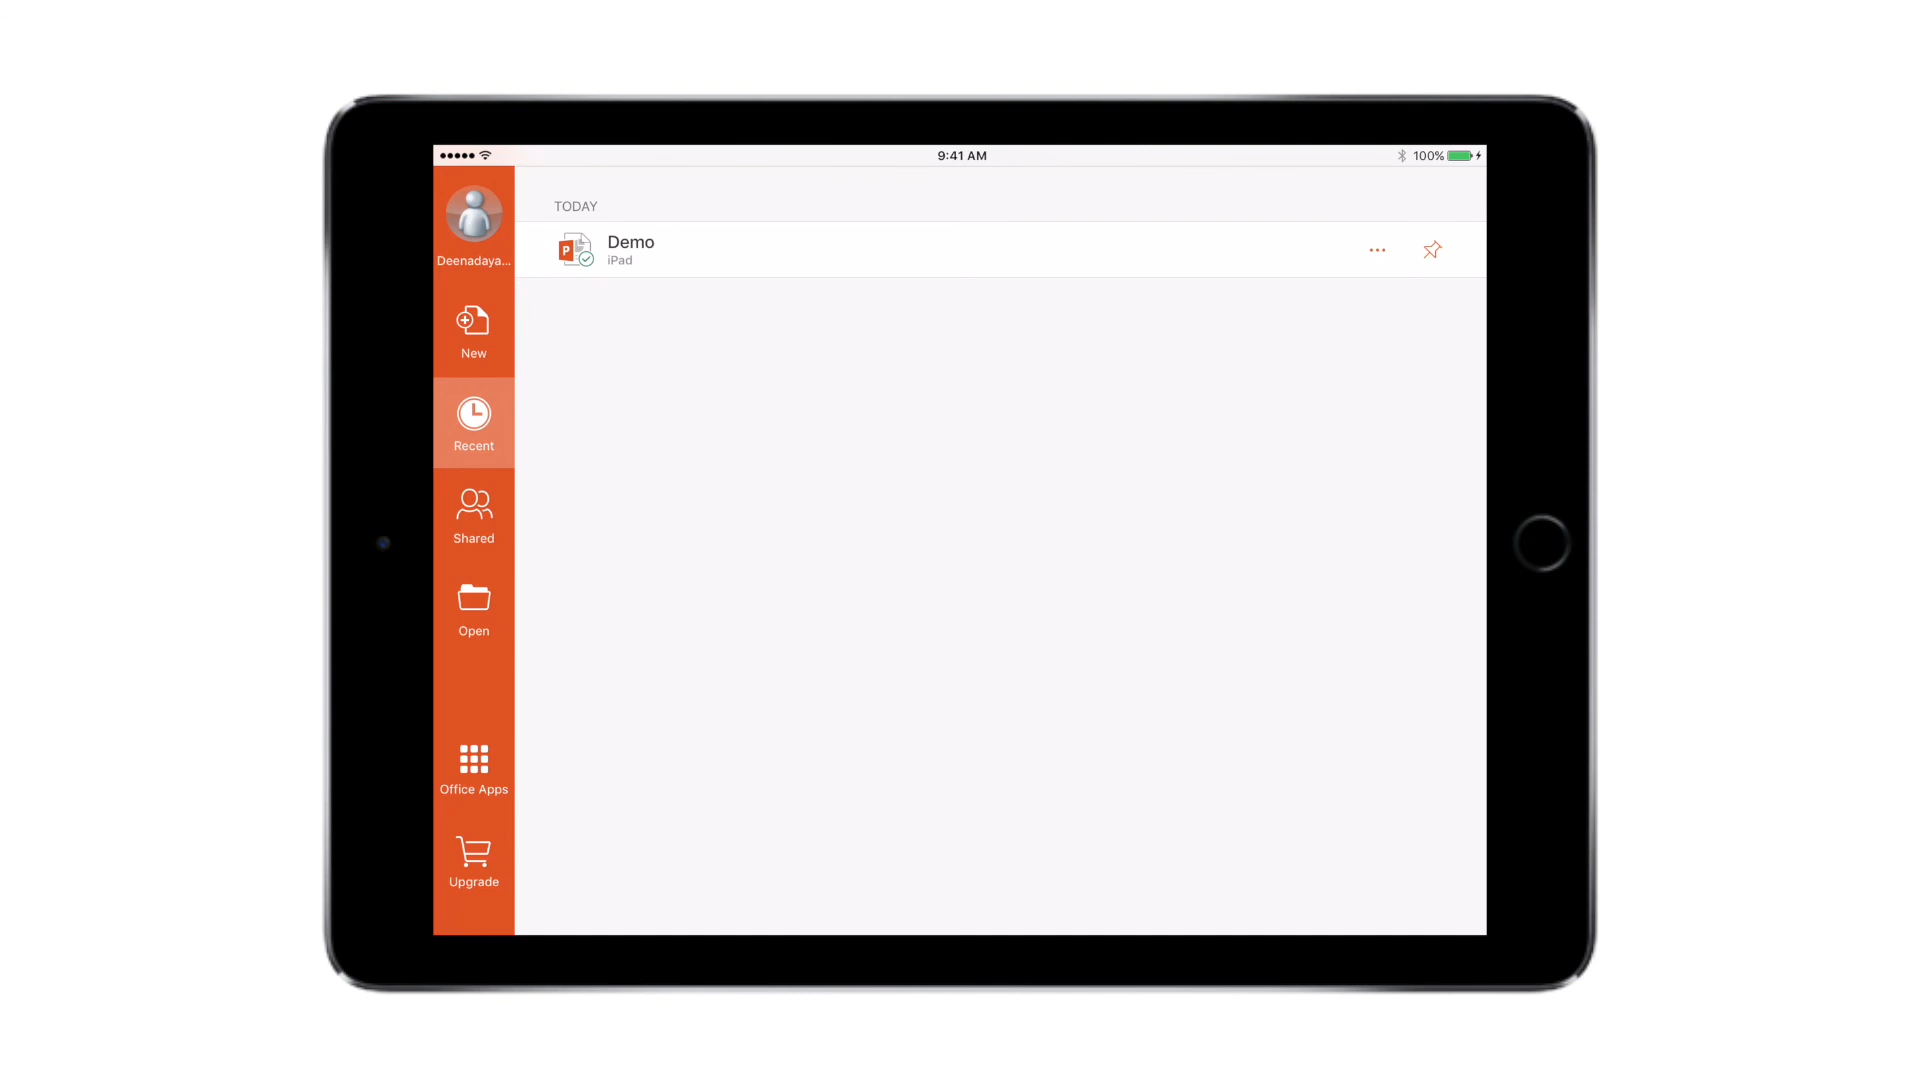 9:41 AM
100%
Deenadaya...
New
Recent
Shared
Open
Office Apps
Upgrade
TODAY
P
Demo
iPad